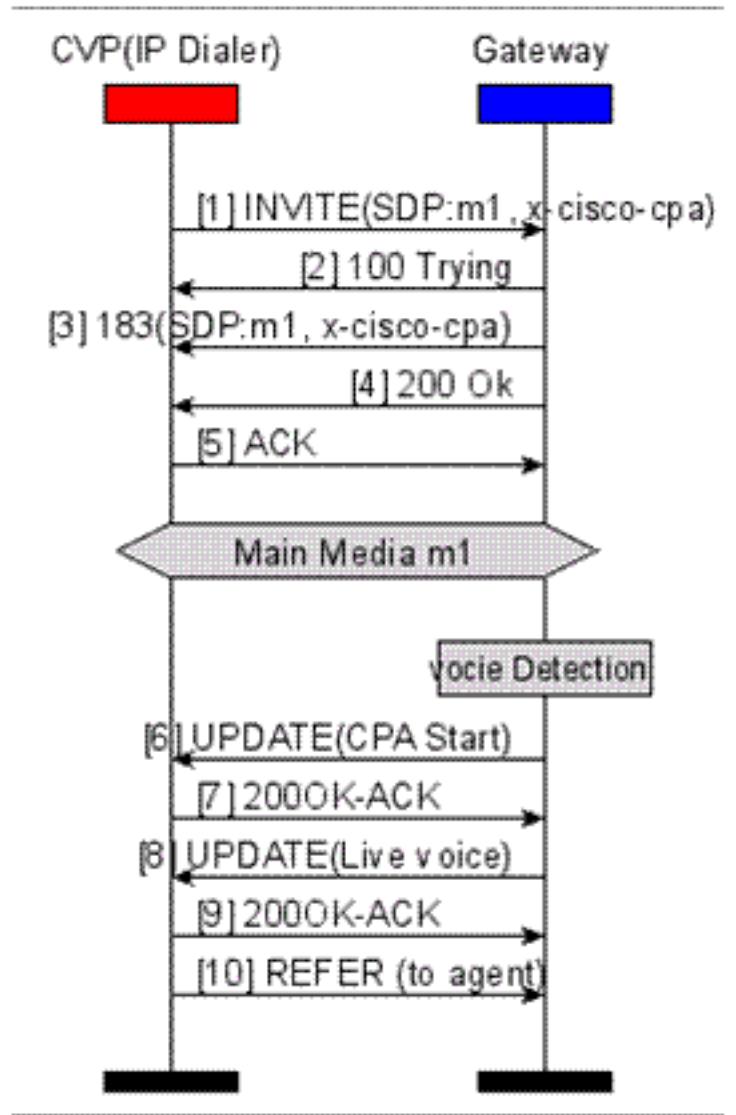 CVP(IP Dialer)
Gateway
[1] INVITE(SDP:m1, x-cisco-cpa)
[2] 100 Trying
[3] 183(SDP:m1, x-cisco-cpa)
[4] 200 Ok
[5] ACK
Main Media m1
vocie Detection
[6] UPDATE(CPA Start)
[7] 200OK-ACK
[8] UPDATE(Live voice)
[9] 200OK-ACK
[10] REFER (to agent)